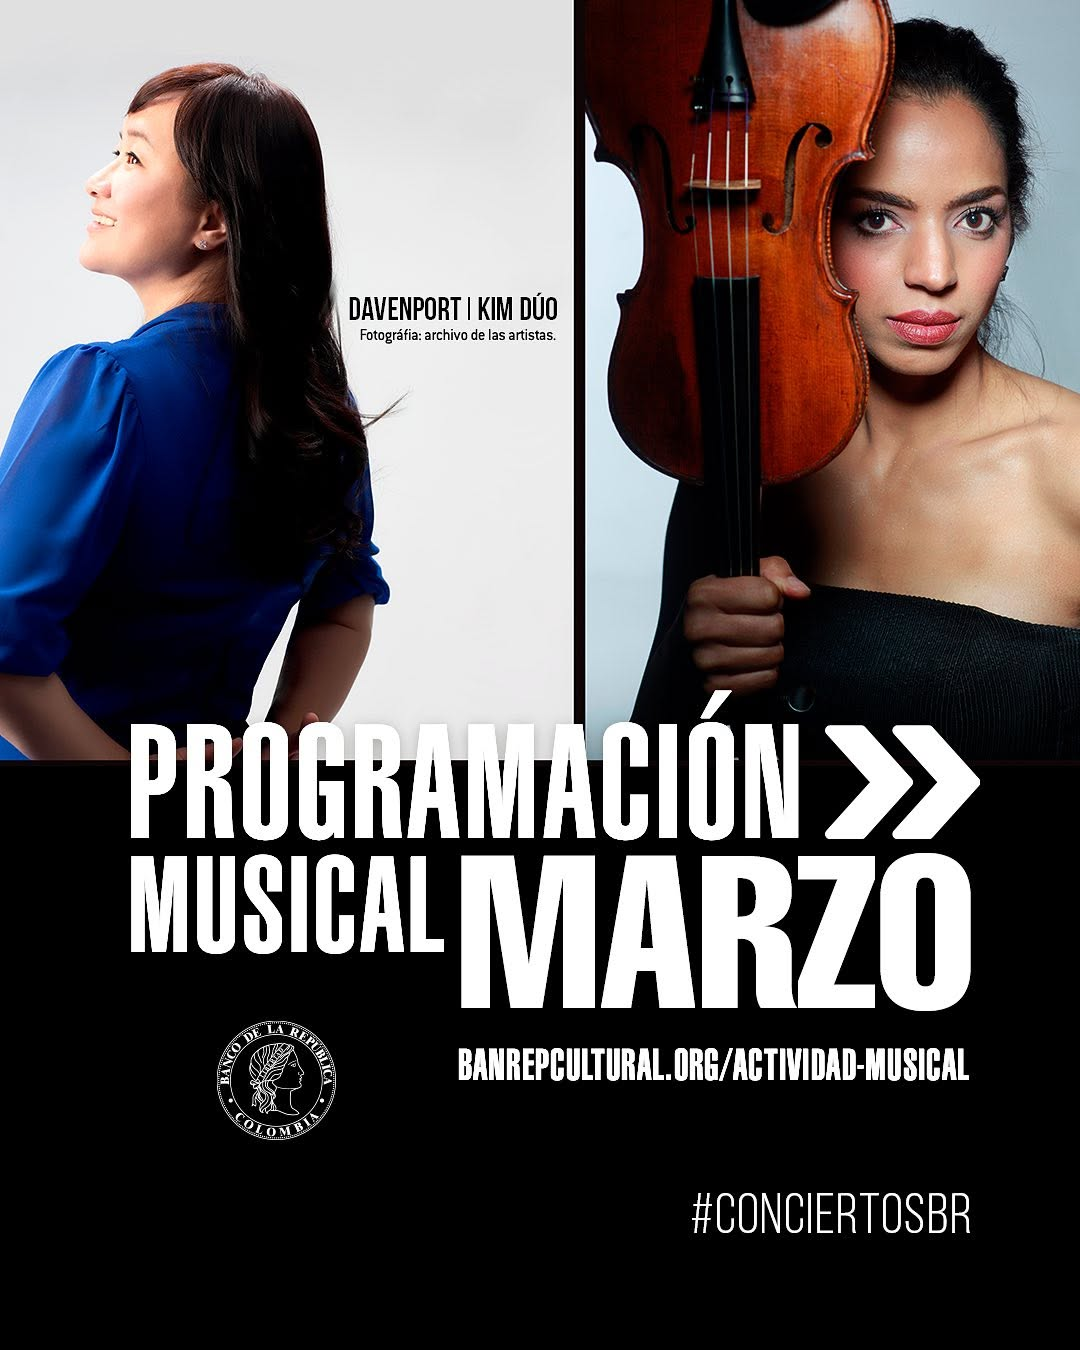 DAVENPORT | KIM DÚO
Fotográfia: archivo de las artistas.
PROGRAMACIÓN
MUSICAL MARZO
BANREPCULTURAL.ORG/ACTIVIDAD-MUSICAL
BANCO DE LA REPUBLICA
COLOMBIA
#CONCIERTOSBR